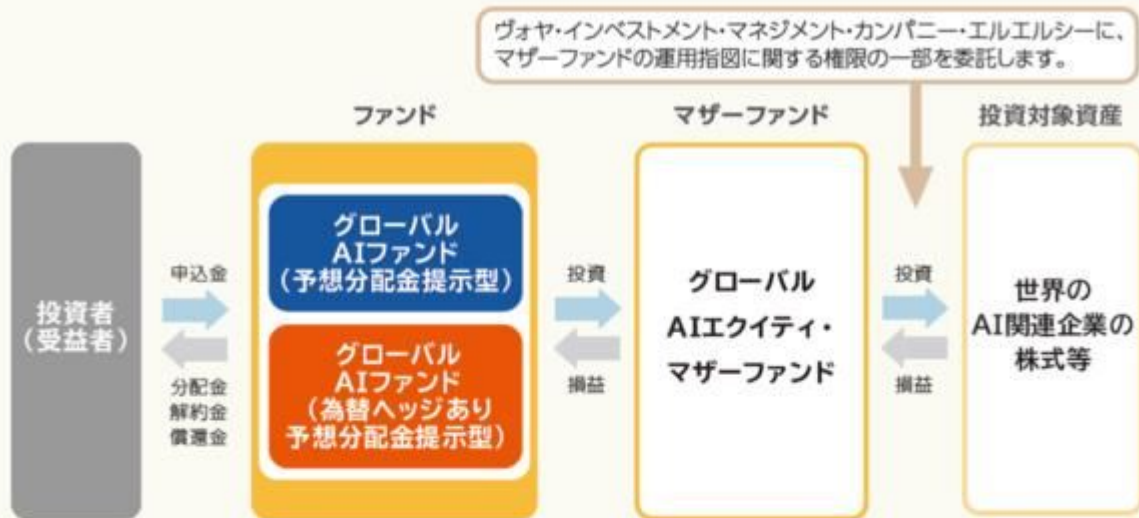 ヴォヤ・インベストメント・マネジメント・カンパニー・エルエルシーに、
マザーファンドの運用指図に関する権限の一部を委託します。
ファンド
マザーファンド
投資対象資産
投資者
（受益者）
申込金
分配金
解約金
償還金
グローバル
AIファンド
（予想分配金提示型）
グローバル
AIファンド
（為替ヘッジあり
予想分配金提示型）
投資
損益
グローバル
AIエクイティ・
マザーファンド
投資
損益
世界の
AI関連企業の
株式等